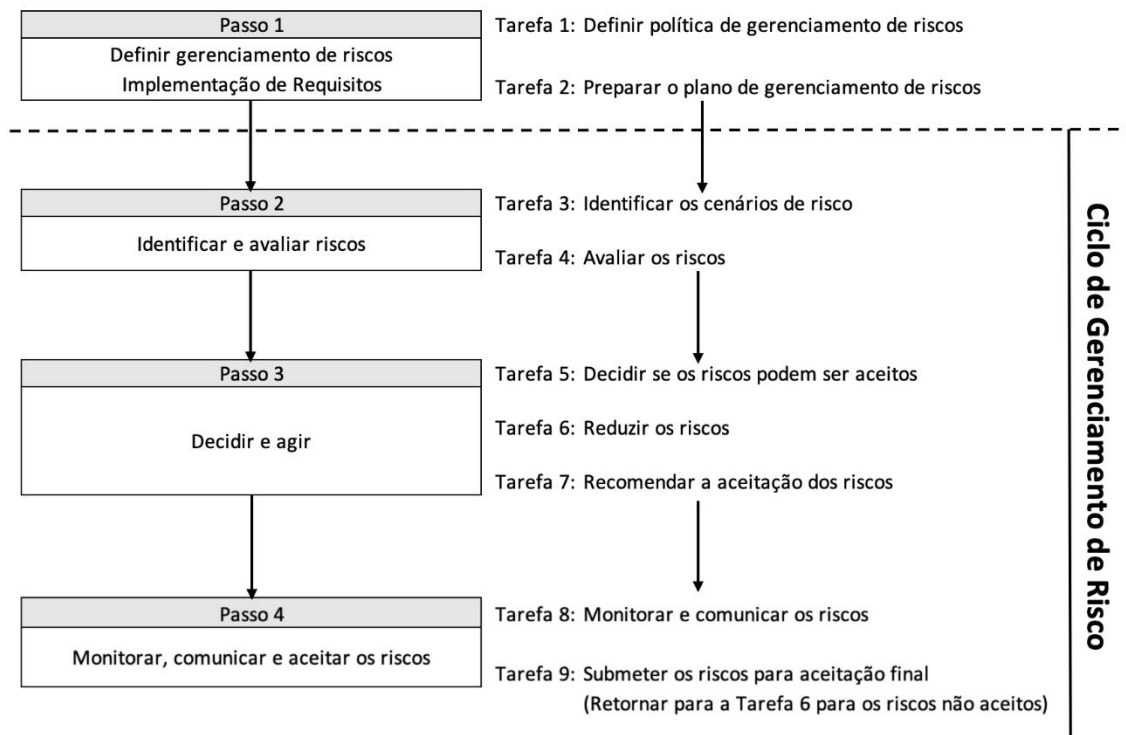 Passo 1
Definir gerenciamento de riscos
Implementação de Requisitos
Tarefa 1: Definir política de gerenciamento de riscos
Tarefa 2: Preparar o plano de gerenciamento de riscos
Passo 2
Identificar e avaliar riscos
Tarefa 3: Identificar os cenários de risco
Tarefa 4: Avaliar os riscos
Passo 3
Decidir e agir
Tarefa 5: Decidir se os riscos podem ser aceitos
Tarefa 6: Reduzir os riscos
Tarefa 7: Recomendar a aceitação dos riscos
Passo 4
Monitorar, comunicar e aceitar os riscos
Tarefa 8: Monitorar e comunicar os riscos
Tarefa 9: Submeter os riscos para aceitação final
(Retornar para a Tarefa 6 para os riscos não aceitos)
Ciclo de Gerenciamento de Risco